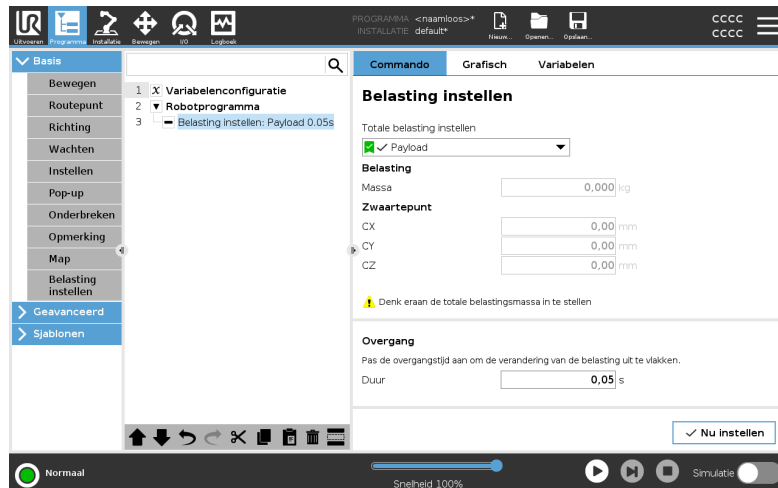 UR
PROGRAMMA <naamloos>*
INSTALLATIE default*
CCCC
CCCC
Uitvoeren Programma Installatie Bewegen I/O Logboek
Nieuw... Openen... Opslaan...
Basis
Bewegen
Routepunt
Richting
Wachten
Instellen
Pop-up
Onderbreken
Opmerking
Map
Belasting
instellen
Geavanceerd
Sjablonen
1 X Variabelenconfiguratie
2 Robotprogramma
3 Belasting instellen: Payload 0.05s
Commando Grafisch Variabelen
Belasting instellen
Totale belasting instellen
Payload
Belasting
Massa 0,000 kg
Zwaartepunt
CX 0,00 mm
CY 0,00 mm
CZ 0,00 mm
Denk eraan de totale belastingsmassa in te stellen
Overgang
Pas de overgangstijd aan om de verandering van de belasting uit te vlakken.
Duur 0,05 s
Nu instellen
Normaal
Snelheid 100%
Simulatie